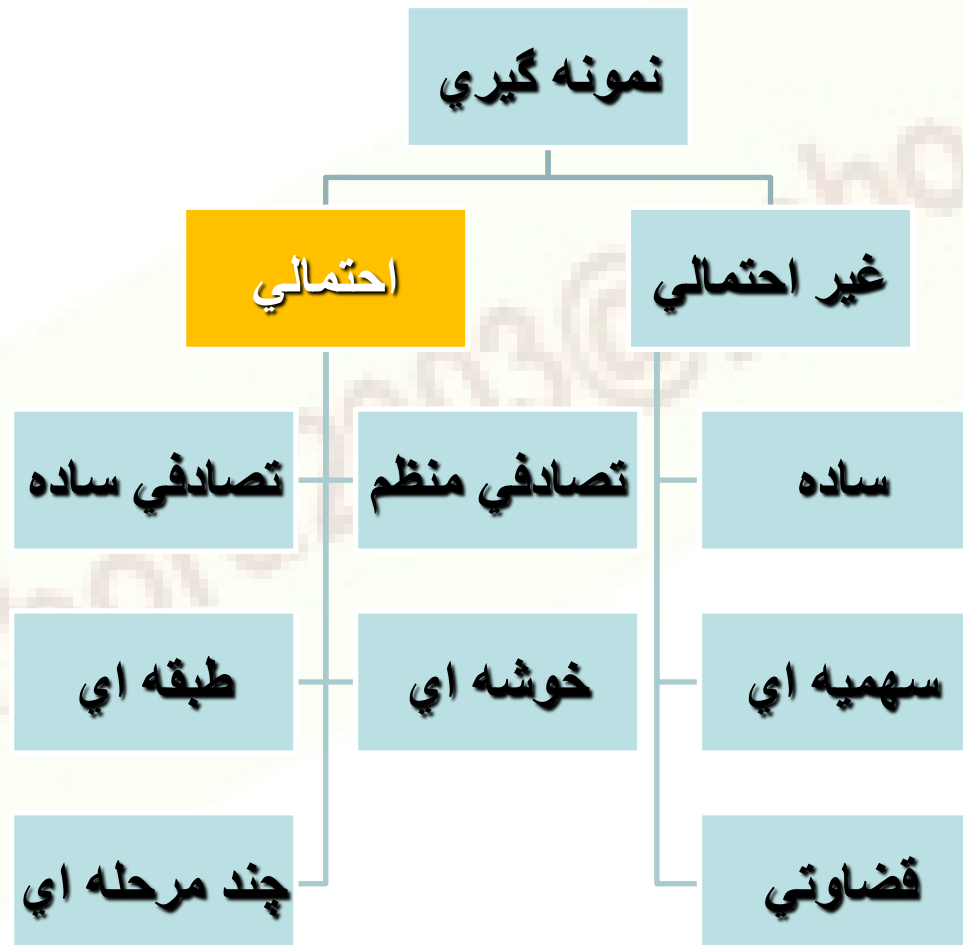 نمونه گيري
غير احتمالي
احتمالي
ساده
تصادفي منظم
تصادفي ساده
سهميه اي
خوشه اي
طبقه اي
قضاوتي
چند مرحله اي